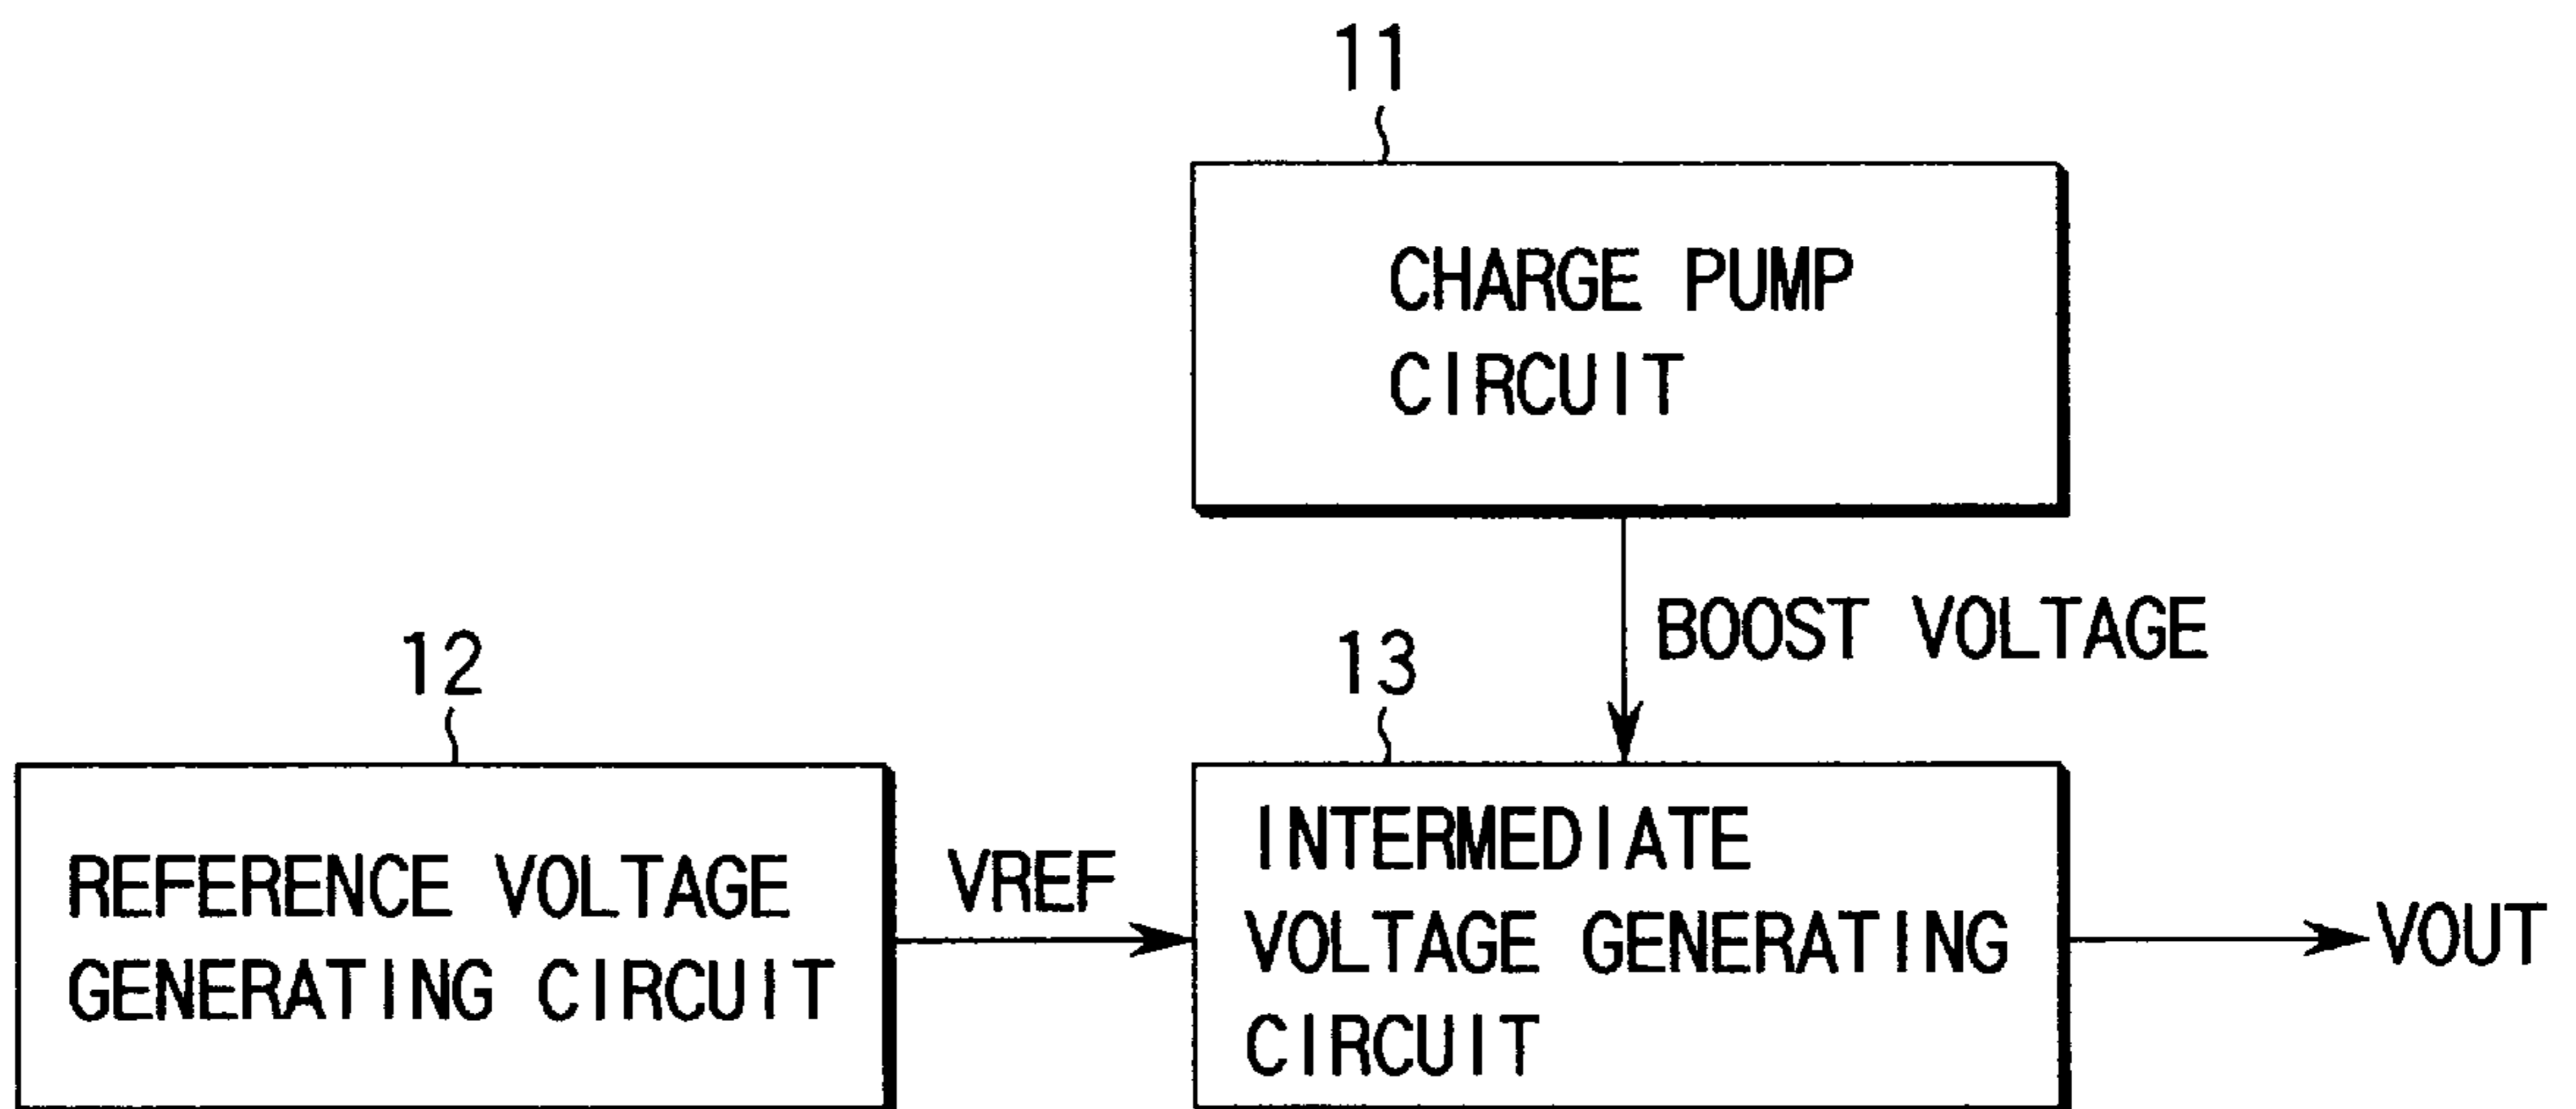 11
CHARGE PUMP
CIRCUIT
BOOST VOLTAGE
12
13
REFERENCE VOLTAGE
GENERATING CIRCUIT
VREF
INTERMEDIATE
VOLTAGE GENERATING
CIRCUIT
VOUT